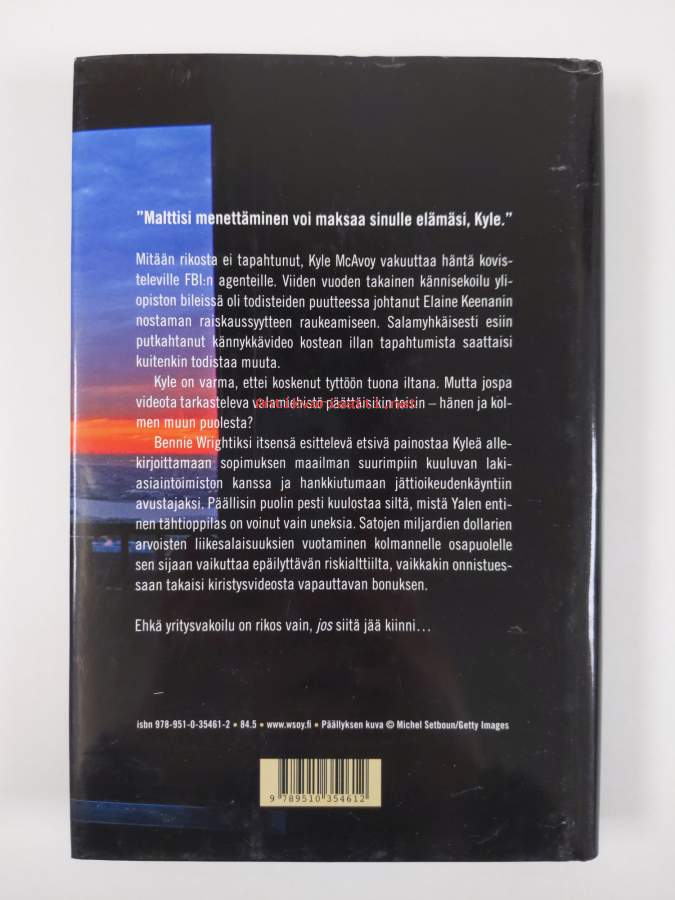 "Malttisi menettäminen voi maksaa sinulle elämäsi, Kyle."
Mitään rikosta ei tapahtunut, Kyle McAvoy vakuuttaa häntä kovis-
televille FBI:n agenteille. Viiden vuoden takainen kännisekoilu yli-
opiston bileissä oli todisteiden puutteessa johtanut Elaine Keenanin
nostaman raiskaussyytteen raukeamiseen. Salamyhkäisesti esiin
putkahtanut kännykkävideo kostean illan tapahtumista saattaisi
kuitenkin todistaa muuta.
Kyle on varma, ettei koskenut tyttöön tuona iltana. Mutta jospa
videota tarkasteleva valamiehistö päättäisikin toisin – hänen ja kol-
men muun puolesta?
Bennie Wrightiksi itsensä esittelevä etsivä painostaa Kyleä alle-
kirjoittamaan sopimuksen maailman suurimpiin kuuluvan laki-
asiaintoimiston kanssa ja hankkiutumaan jättioikeudenkäyntiin
avustajaksi. Päällisin puolin pesti kuulostaa siltä, mistä Yalen enti-
nen tähtioppilas on voinut vain uneksia. Satojen miljardien dollarien
arvoisten liikesalaisuuksien vuotaminen kolmannelle osapuolelle
sen sijaan vaikuttaa epäilyttävän riskialttiilta, vaikkakin onnistues-
saan takaisi kiristysvideosta vapauttavan bonuksen.
Ehkä yritysvakoilu on rikos vain, jos siitä jää kiinni...
isbn 978-951-0-35461-2 • 84.5 • www.wsoy.fi • Päällyksen kuva © Michel Setboun/Getty Images
9 789510 354612